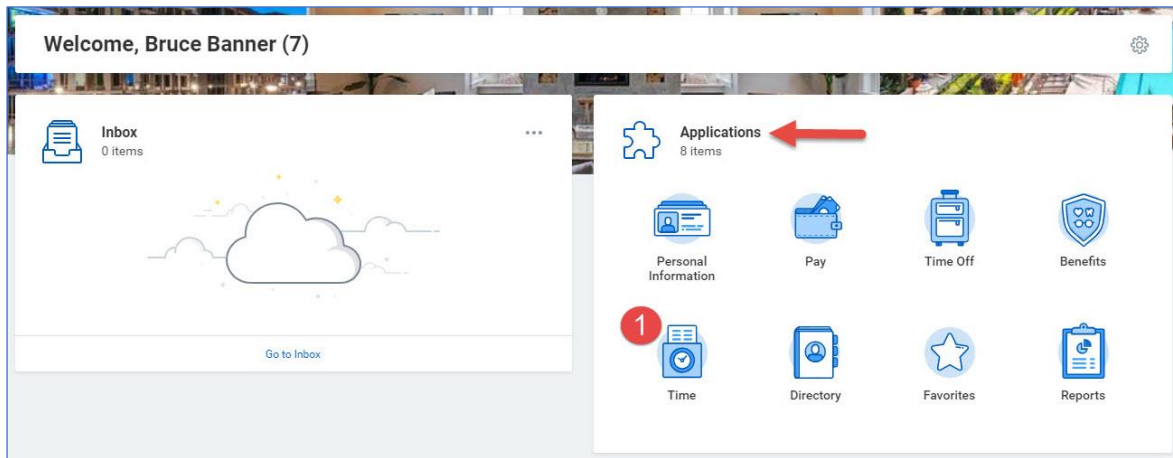 Welcome, Bruce Banner (7)
Inbox
0 items
Go to Inbox
Applications
8 items
Personal
Information
Pay
Time Off
Benefits
1
Time
Directory
Favorites
Reports